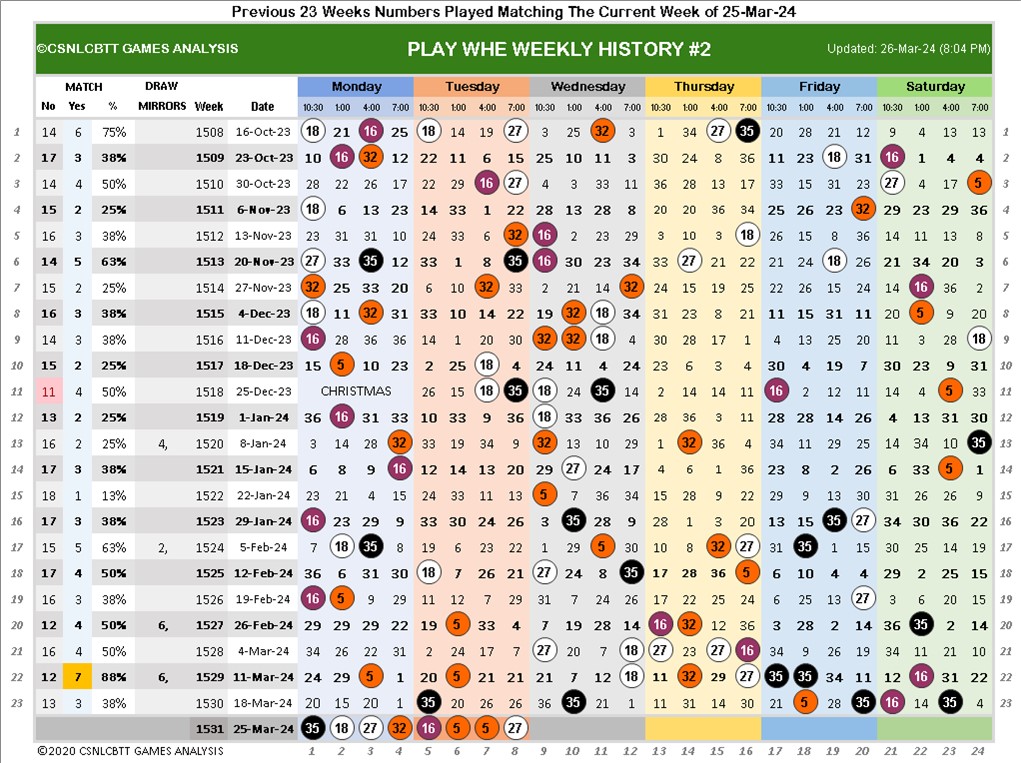 Previous 23 Weeks Numbers Played Matching The Current Week of 25-Mar-24
©CSNLCBTT GAMES ANALYSIS PLAY WHE WEEKLY HISTORY #2 Updated: 26-Mar-24 (8:04 PM)
MATCH DRAW Monday Tuesday Wednesday Thursday Friday Saturday
No Yes % MIRRORS Week Date 10:30 1:00 4:00 7:00 10:30 1:00 4:00 7:00 10:30 1:00 4:00 7:00 10:30 1:00 4:00 7:00 10:30 1:00 4:00 7:00 10:30 1:00 4:00 7:00
1 14 6 75% 1508 16-Oct-23 18 21 16 25 18 14 19 27 3 25 32 3 1 34 27 35 20 28 21 12 9 4 13 13 1
2 17 3 38% 1509 23-Oct-23 10 16 32 12 22 11 6 15 25 10 11 3 30 24 8 36 11 23 18 31 16 1 4 4 2
3 14 4 50% 1510 30-Oct-23 28 22 26 17 22 29 16 27 4 3 33 11 36 28 13 17 33 15 31 23 27 4 17 5 3
4 15 2 25% 1511 6-Nov-23 18 6 13 23 14 33 1 22 28 13 28 8 20 20 36 34 25 26 23 32 29 23 29 36 4
5 16 3 38% 1512 13-Nov-23 23 31 31 10 24 33 6 32 16 2 23 29 3 10 3 18 26 15 8 36 14 11 13 6 5
6 14 5 63% 1513 20-Nov-23 27 33 35 12 33 1 8 35 16 30 23 34 33 27 21 22 21 24 18 24 21 34 20 3 6
7 15 2 25% 1514 27-Nov-23 32 25 33 20 6 10 32 33 2 21 14 32 24 15 19 25 26 15 22 18 14 16 22 2 7
8 16 3 38% 1515 4-Dec-23 18 11 32 31 33 10 14 22 19 32 18 34 31 23 8 21 11 15 31 11 20 5 9 20 8
9 14 3 38% 1516 11-Dec-23 16 28 36 36 14 1 20 30 32 32 18 4 30 28 17 1 4 13 25 20 11 3 28 18 9
10 15 2 25% 1517 18-Dec-23 15 5 10 23 2 25 18 4 24 11 4 24 23 6 3 4 30 4 19 7 30 23 9 31 10
11 11 4 50% 1518 25-Dec-23 CHRISTMAS 26 15 18 35 18 24 35 14 2 14 14 11 16 2 12 11 4 4 5 33 11
12 13 2 25% 1519 1-Jan-24 36 16 31 33 10 33 9 36 18 33 36 26 28 36 3 11 28 28 14 26 4 13 31 30 12
13 16 2 25% 4, 1520 8-Jan-24 3 14 28 32 33 19 34 9 32 13 10 29 1 32 36 4 34 11 29 25 14 34 10 35 13
14 17 3 38% 1521 15-Jan-24 6 8 9 16 12 14 13 20 29 27 24 17 4 6 1 36 23 8 2 26 6 33 5 1 14
15 18 1 13% 1522 22-Jan-24 23 21 4 15 24 33 11 13 5 7 36 34 15 28 9 22 29 9 13 30 31 26 26 9 15
16 17 3 38% 1523 29-Jan-24 16 23 29 9 33 30 24 26 3 35 28 9 28 1 3 20 13 15 35 27 34 30 36 22 16
17 15 5 63% 2, 1524 5-Feb-24 7 18 35 8 19 6 23 22 1 29 5 30 10 8 32 27 31 35 1 15 30 25 14 19 17
18 17 4 50% 1525 12-Feb-24 36 6 31 30 18 7 26 21 27 24 8 35 17 28 36 5 6 10 4 4 29 2 25 15 18
19 16 3 38% 1526 19-Feb-24 16 5 9 29 11 12 7 29 31 7 24 26 17 22 25 24 6 25 13 27 3 6 20 15 19
20 12 4 50% 6, 1527 26-Feb-24 29 29 29 22 19 5 33 4 7 19 28 14 16 32 12 36 3 28 2 14 36 35 2 14 20
21 16 4 50% 1528 4-Mar-24 34 26 22 31 2 24 17 7 27 7 7 18 27 23 27 16 34 9 26 19 34 11 21 10 21
22 12 7 88% 6, 1529 11-Mar-24 24 29 5 1 20 5 21 21 21 7 12 18 11 32 29 27 35 35 34 11 22 16 31 22 22
23 13 3 38% 1530 18-Mar-24 20 15 20 1 35 20 26 26 36 35 21 1 11 31 14 30 21 5 28 35 16 14 35 4 23
1531 25-Mar-24 35 18 27 32 16 5 5 27
©2020 CSNLCBTT GAMES ANALYSIS 1 2 3 4 5 6 7 8 9 10 11 12 13 14 15 16 17 18 19 20 21 22 23 24